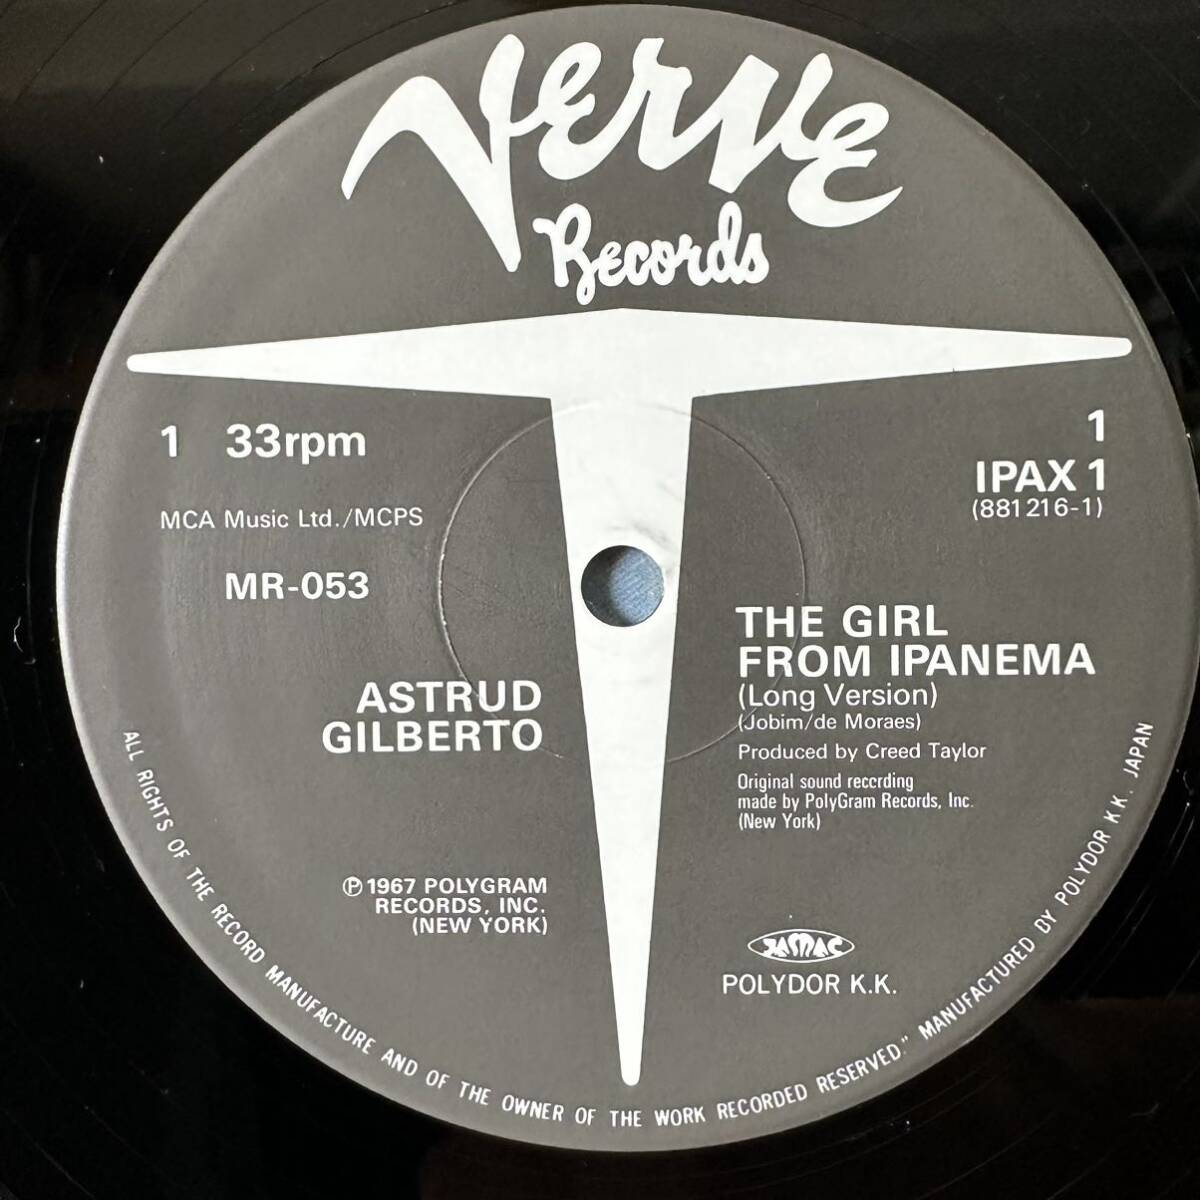 Verve
Records
1 33rpm
MCA Music Ltd./MCPS
MR-053
1
IPAX 1
(881 216-1)
ASTRUD
GILBERTO
THE GIRL
FROM IPANEMA
(Long Version)
(Jobim/de Moraes)
Produced by Creed Taylor
Original sound reccrding
made by PolyGram Records, Inc.
(New York)
Ⓟ 1967 POLYGRAM
RECORDS, INC.
(NEW YORK)
JASRAC
POLYDOR K.K.
ALL RIGHTS OF THE RECORD MANUFACTURE AND OF THE OWNER OF THE WORK RECORDED RESERVED." MANUFACTURED BY POLYDOR K.K. JAPAN